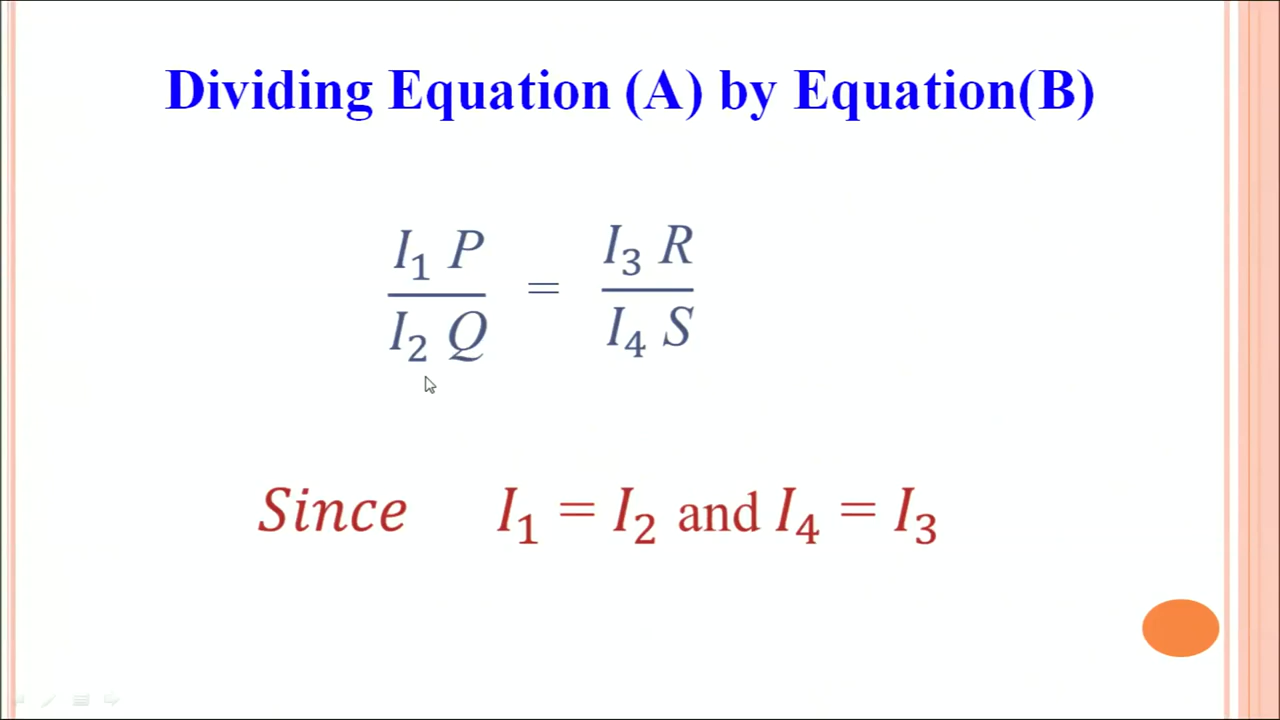 Dividing Equation (A) by Equation(B)
I₁ P / I₂ Q = I₃ R / I₄ S
Since I₁ = I₂ and I₄ = I₃